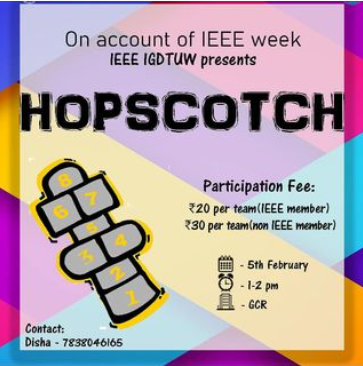 On account of IEEE week
IEEE IGDTUW presents
HOPSCOTCH
8
7
6
5
4
3
2
1
Participation Fee:
₹20 per team(IEEE member)
₹30 per team(non IEEE member)
- 5th February
- 1-2 pm
- GCR
Contact:
Disha - 7838046165